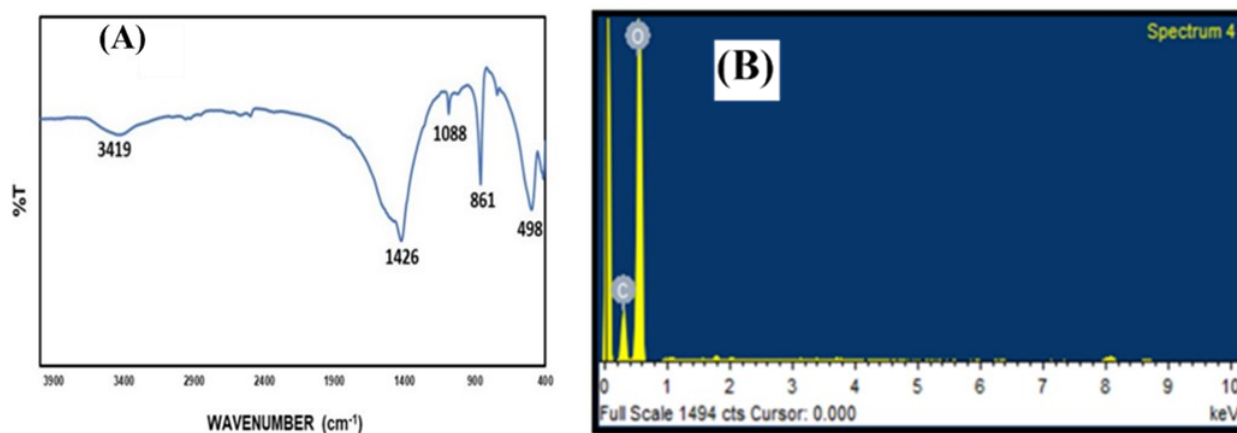 (A)
3419
1426
1088
861
498
%T
3900 3400 2900 2400 1900 1400 900 400
WAVENUMBER (cm-1)
Spectrum 4
(B)
O
C
0 1 2 3 4 5 6 7 8 9 10
Full Scale 1494 cts Cursor: 0.000 keV